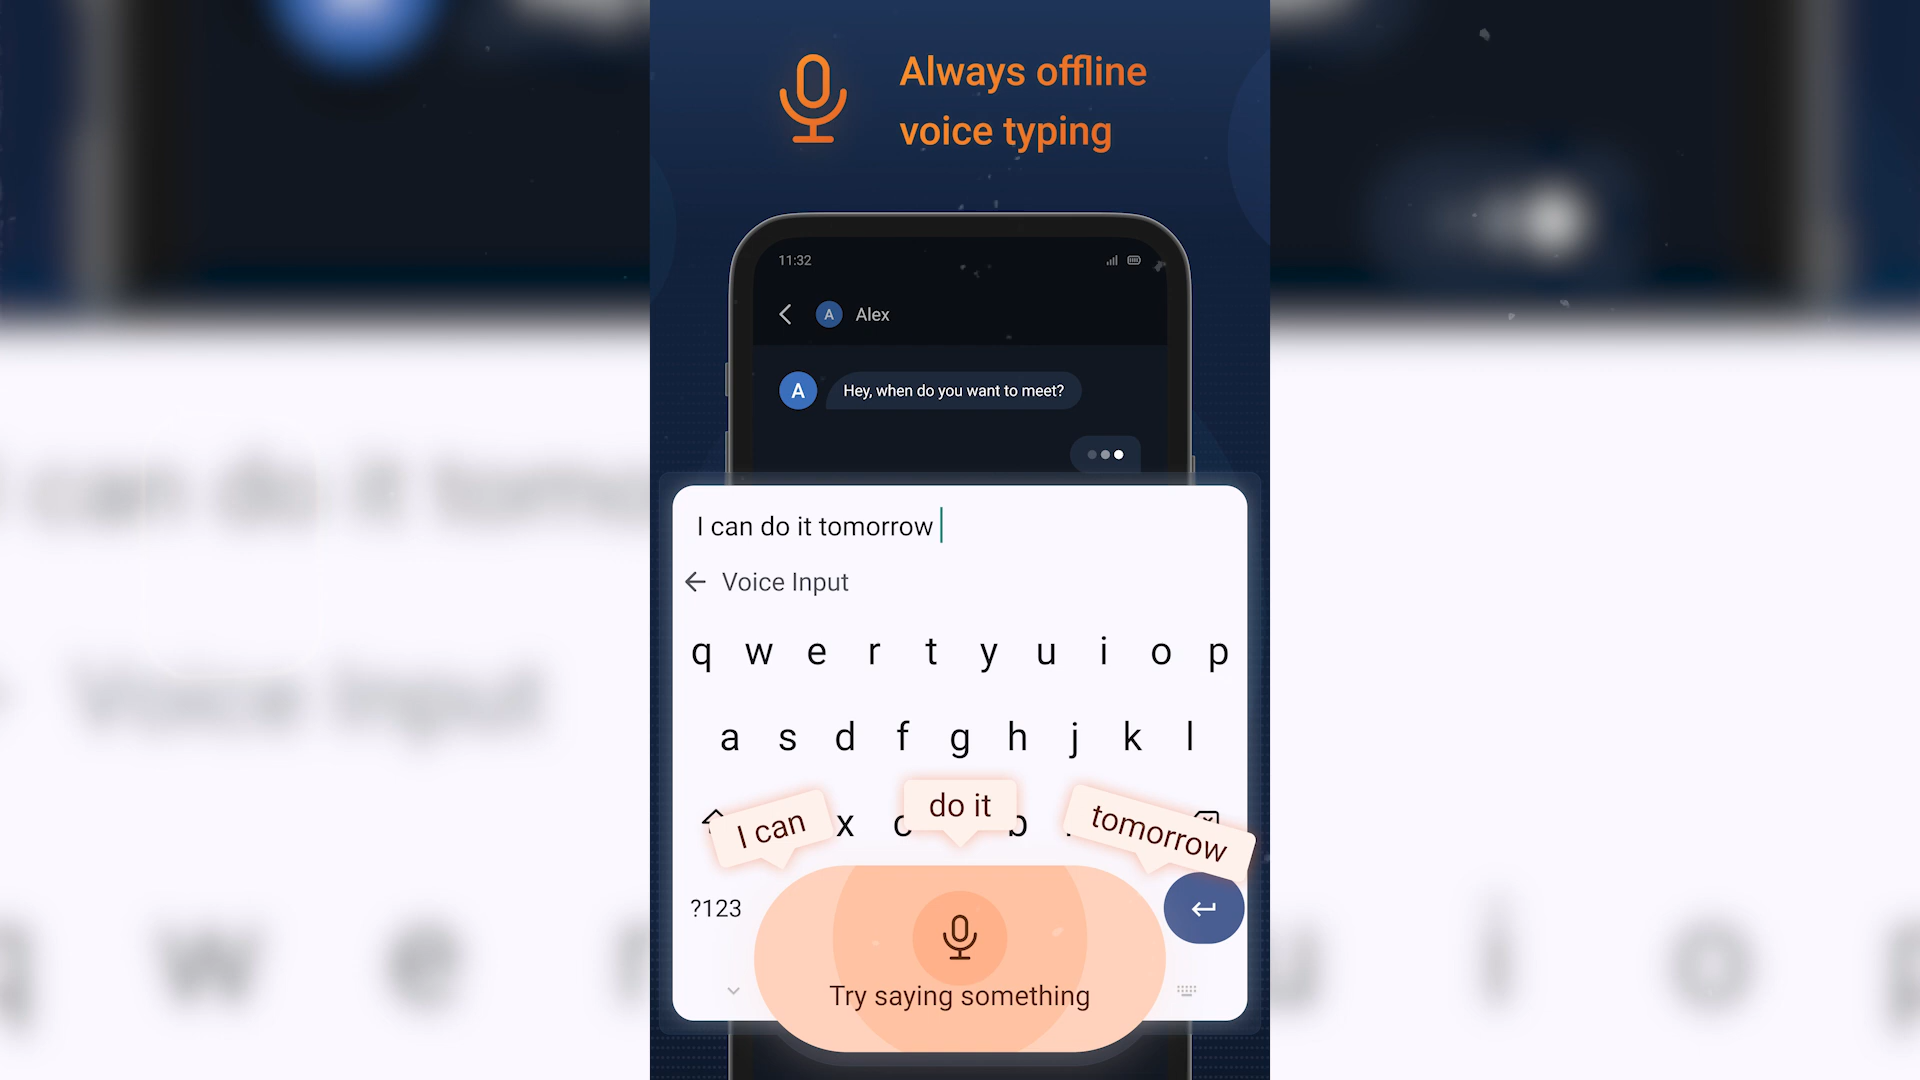 Always offline
voice typing
11:32
A Alex
A Hey, when do you want to meet?
I can do it tomorrow
Voice Input
q w e r t y u i o p
a s d f g h j k l
x c b
I can
do it
tomorrow
?123
Try saying something